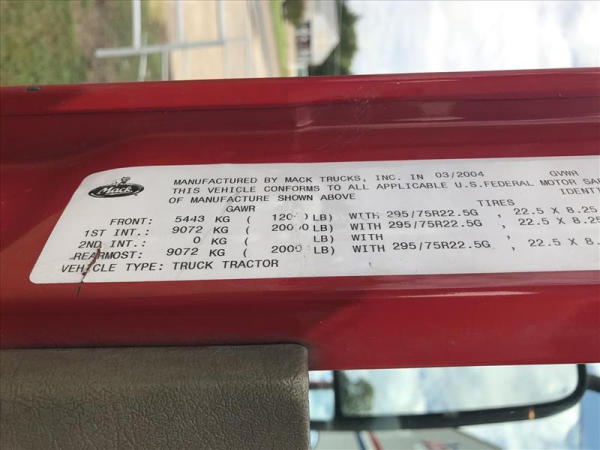 Mack
MANUFACTURED BY MACK TRUCKS, INC. IN 03/2004 GVWR
THIS VEHICLE CONFORMS TO ALL APPLICABLE U.S.FEDERAL MOTOR
OF MANUFACTURE SHOWN ABOVE
GAWR TIRES
FRONT: 5443 KG ( LB) WITH 295/75R22.5G , 22.5 X 8.25
1ST INT.: 9072 KG ( LB) WITH 295/75R22.5G , 22.5 X 8.25
2ND INT.: 0 KG ( LB) WITH
REARMOST: 9072 KG ( LB) WITH 295/75R22.5G , 22.5 X 8.
VEHICLE TYPE: TRUCK TRACTOR